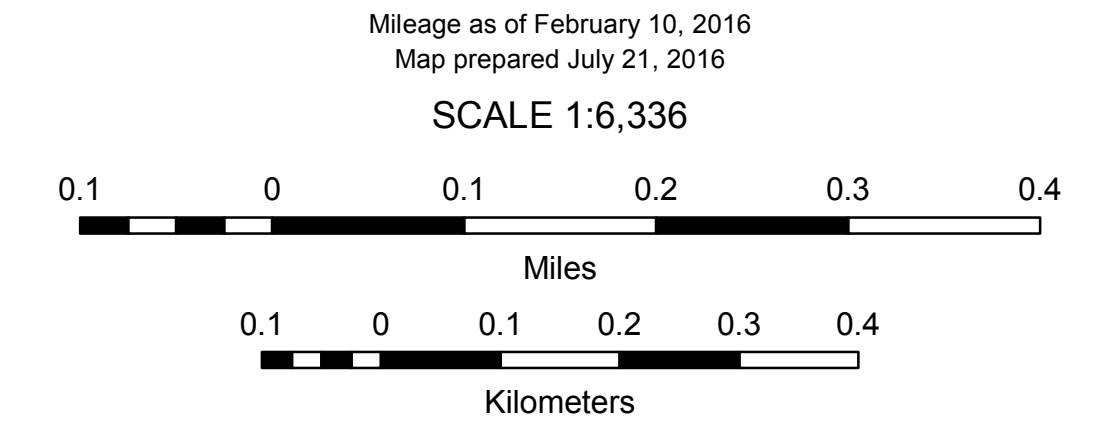 Mileage as of February 10, 2016
Map prepared July 21, 2016
SCALE 1:6,336
0.1 0 0.1 0.2 0.3 0.4
Miles
0.1 0 0.1 0.2 0.3 0.4
Kilometers